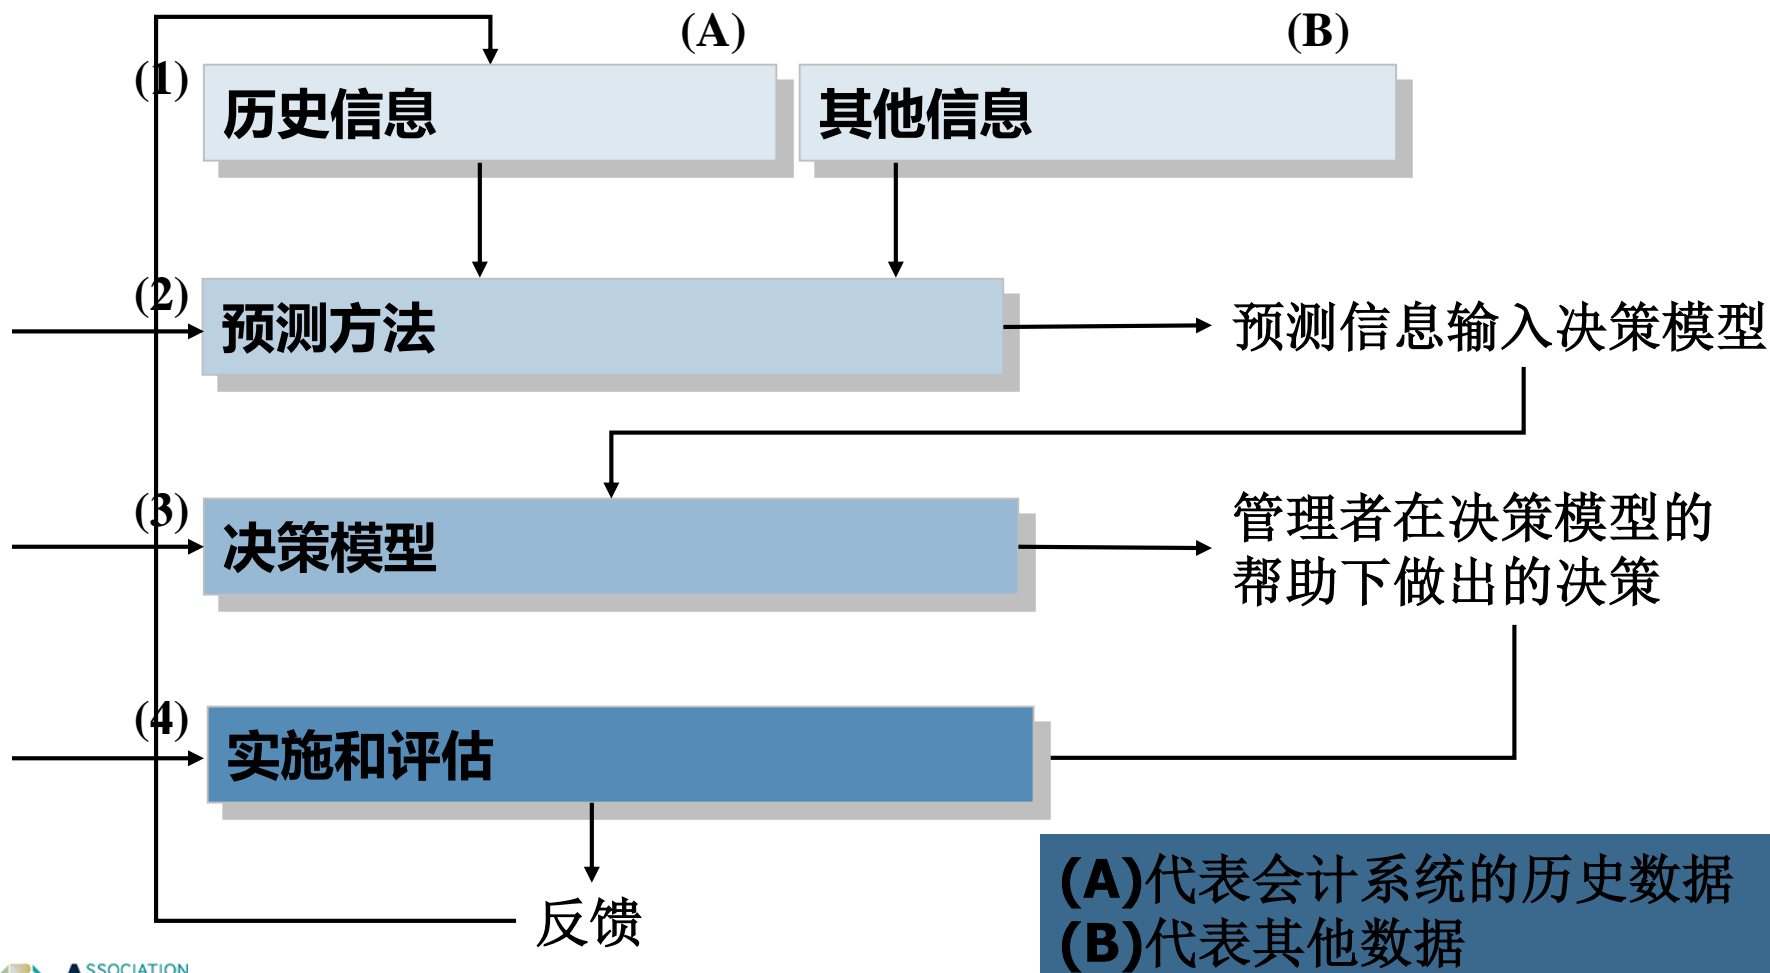 (A)
(B)
(1)
历史信息
其他信息
(2)
预测方法
预测信息输入决策模型
(3)
决策模型
管理者在决策模型的
帮助下做出的决策
(4)
实施和评估
反馈
(A)代表会计系统的历史数据
(B)代表其他数据
ASSOCIATION